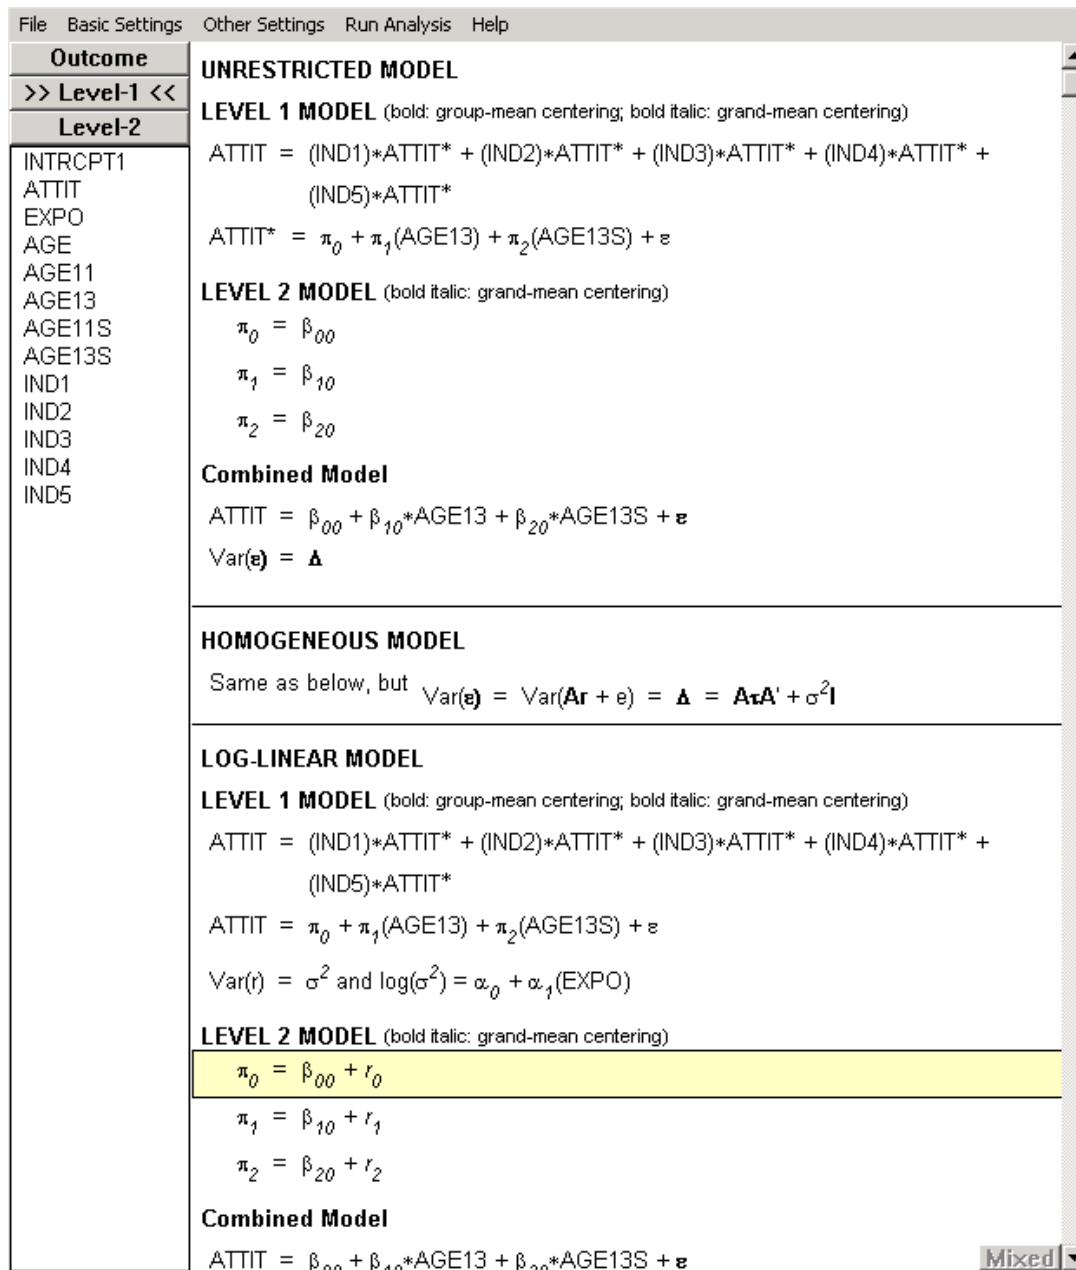 File Basic Settings Other Settings Run Analysis Help
Outcome
>> Level-1 <<
Level-2
INTRCPT1
ATTIT
EXPO
AGE
AGE11
AGE13
AGE11S
AGE13S
IND1
IND2
IND3
IND4
IND5
UNRESTRICTED MODEL
LEVEL 1 MODEL (bold: group-mean centering; bold italic: grand-mean centering)
ATTIT = (IND1)*ATTIT* + (IND2)*ATTIT* + (IND3)*ATTIT* + (IND4)*ATTIT* +
(IND5)*ATTIT*
ATTIT* = π0 + π1(AGE13) + π2(AGE13S) + ε
LEVEL 2 MODEL (bold italic: grand-mean centering)
π0 = β00
π1 = β10
π2 = β20
Combined Model
ATTIT = β00 + β10*AGE13 + β20*AGE13S + ε
Var(ε) = Δ
HOMOGENEOUS MODEL
Same as below, but Var(ε) = Var(Ar + e) = Δ = AτA' + σ²I
LOG-LINEAR MODEL
LEVEL 1 MODEL (bold: group-mean centering; bold italic: grand-mean centering)
ATTIT = (IND1)*ATTIT* + (IND2)*ATTIT* + (IND3)*ATTIT* + (IND4)*ATTIT* +
(IND5)*ATTIT*
ATTIT = π0 + π1(AGE13) + π2(AGE13S) + ε
Var(r) = σ² and log(σ²) = α0 + α1(EXPO)
LEVEL 2 MODEL (bold italic: grand-mean centering)
π0 = β00 + r0
π1 = β10 + r1
π2 = β20 + r2
Combined Model
ATTIT = β00 + β10*AGE13 + β20*AGE13S + ε
Mixed